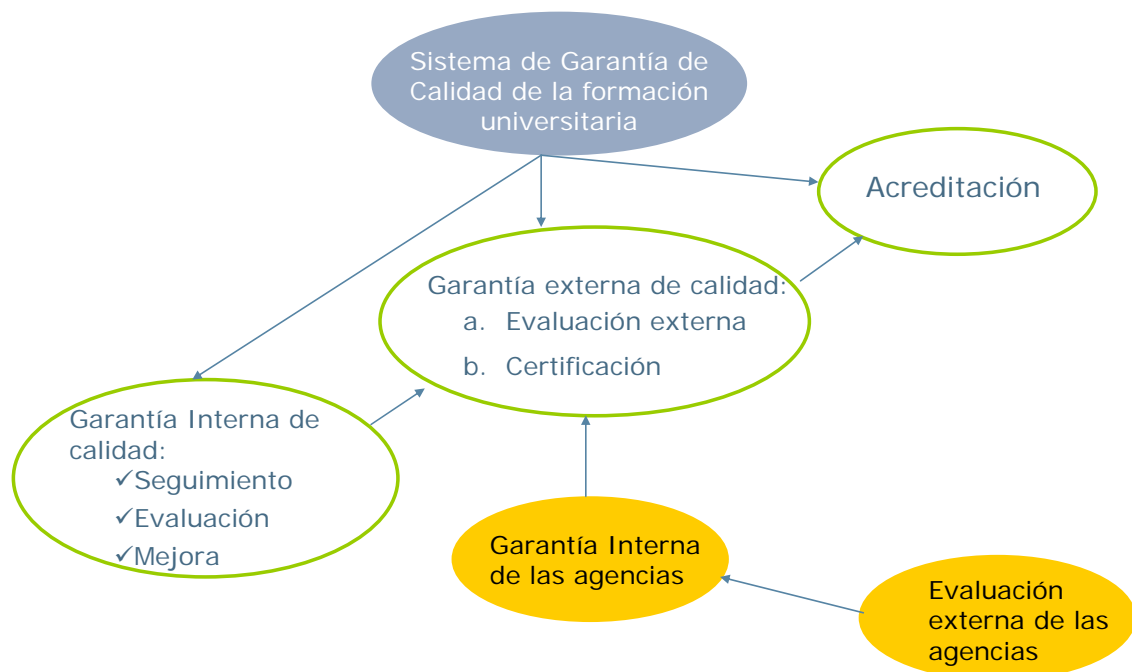 Sistema de Garantía de
Calidad de la formación
universitaria
Acreditación
Garantía externa de calidad:
a. Evaluación externa
b. Certificación
Garantía Interna de
calidad:
✓Seguimiento
✓Evaluación
✓Mejora
Garantía Interna
de las agencias
Evaluación
externa de las
agencias